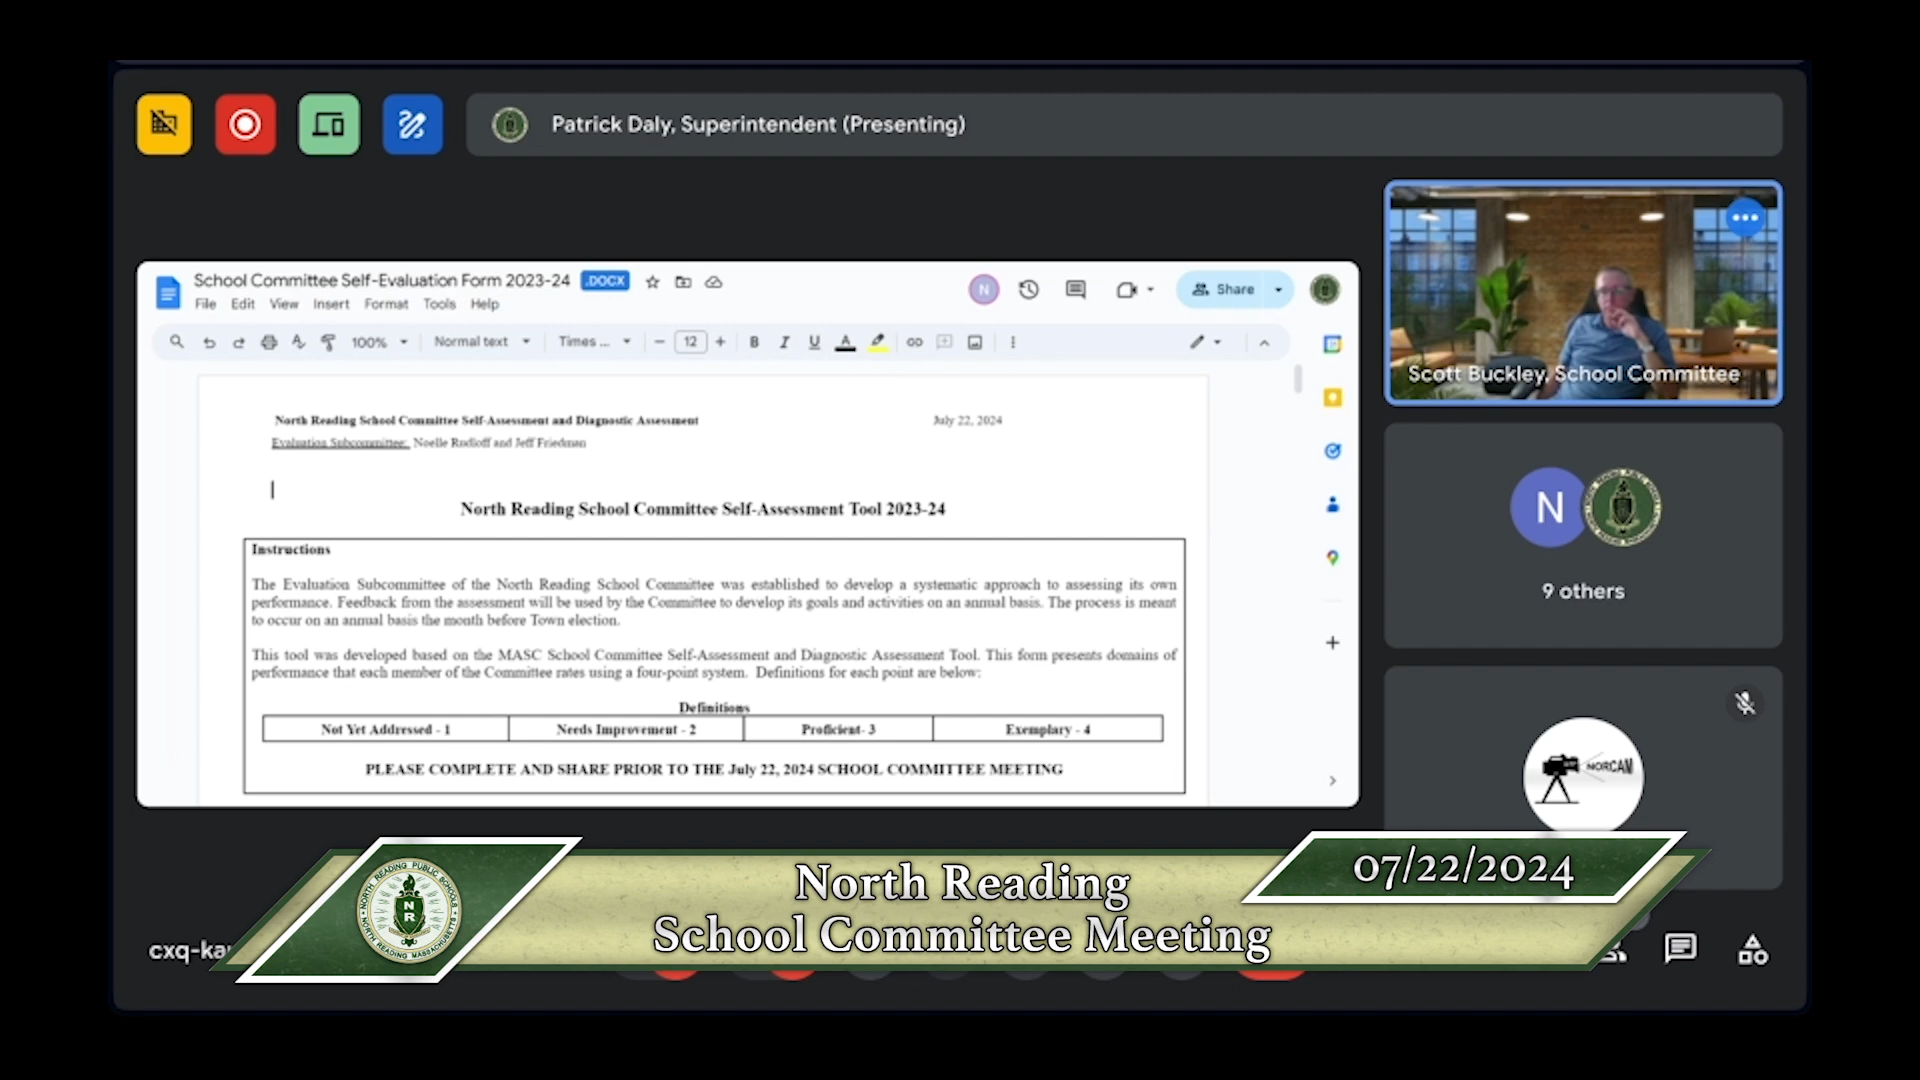 Patrick Daly, Superintendent (Presenting)
School Committee Self-Evaluation Form 2023-24 .DOCX
N
Share
File Edit View Insert Format Tools Help
100% Normal text Times ... 12 B I U A
North Reading School Committee Self-Assessment and Diagnostic Assessment July 22, 2024
Evaluation Subcommittee: Noelle Rudloff and Jeff Friedman
North Reading School Committee Self-Assessment Tool 2023-24
Instructions
The Evaluation Subcommittee of the North Reading School Committee was established to develop a systematic approach to assessing its own
performance. Feedback from the assessment will be used by the Committee to develop its goals and activities on an annual basis. The process is meant
to occur on an annual basis the month before Town election.
This tool was developed based on the MASC School Committee Self-Assessment and Diagnostic Assessment Tool. This form presents domains of
performance that each member of the Committee rates using a four-point system. Definitions for each point are below:
Definitions
Not Yet Addressed - 1 Needs Improvement - 2 Proficient- 3 Exemplary - 4
PLEASE COMPLETE AND SHARE PRIOR TO THE July 22, 2024 SCHOOL COMMITTEE MEETING
Scott Buckley, School Committee
N
9 others
NORCAM
NORTH READING PUBLIC SCHOOLS
NR
NORTH READING MASSACHUSETTS
North Reading
School Committee Meeting
07/22/2024